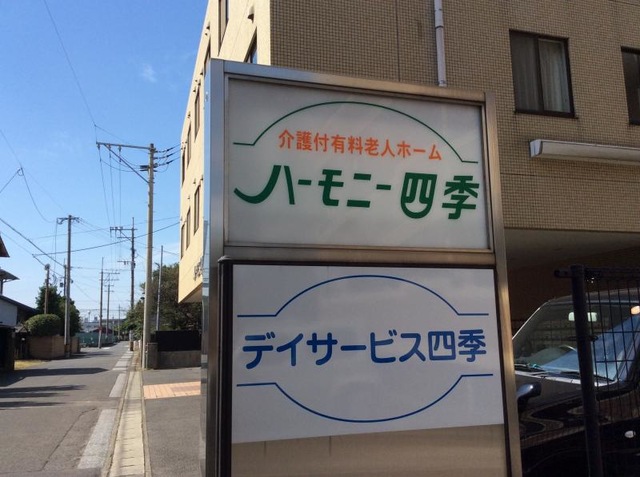 介護付有料老人ホーム
ハーモニー四季
デイサービス四季